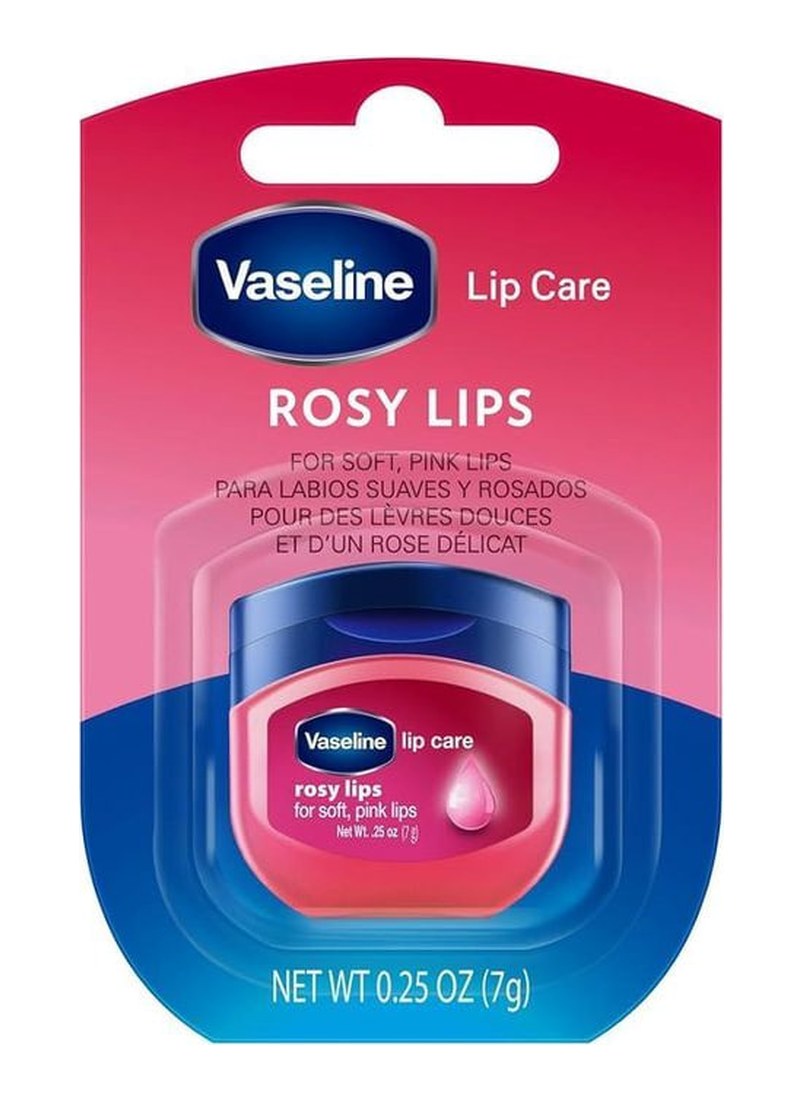 Vaseline Lip Care
ROSY LIPS
FOR SOFT, PINK LIPS
PARA LABIOS SUAVES Y ROSADOS
POUR DES LÈVRES DOUCES
ET D'UN ROSE DÉLICAT
Vaseline lip care
rosy lips
for soft, pink lips
Net Wt. .25 oz (7 g)
NET WT 0.25 OZ (7g)